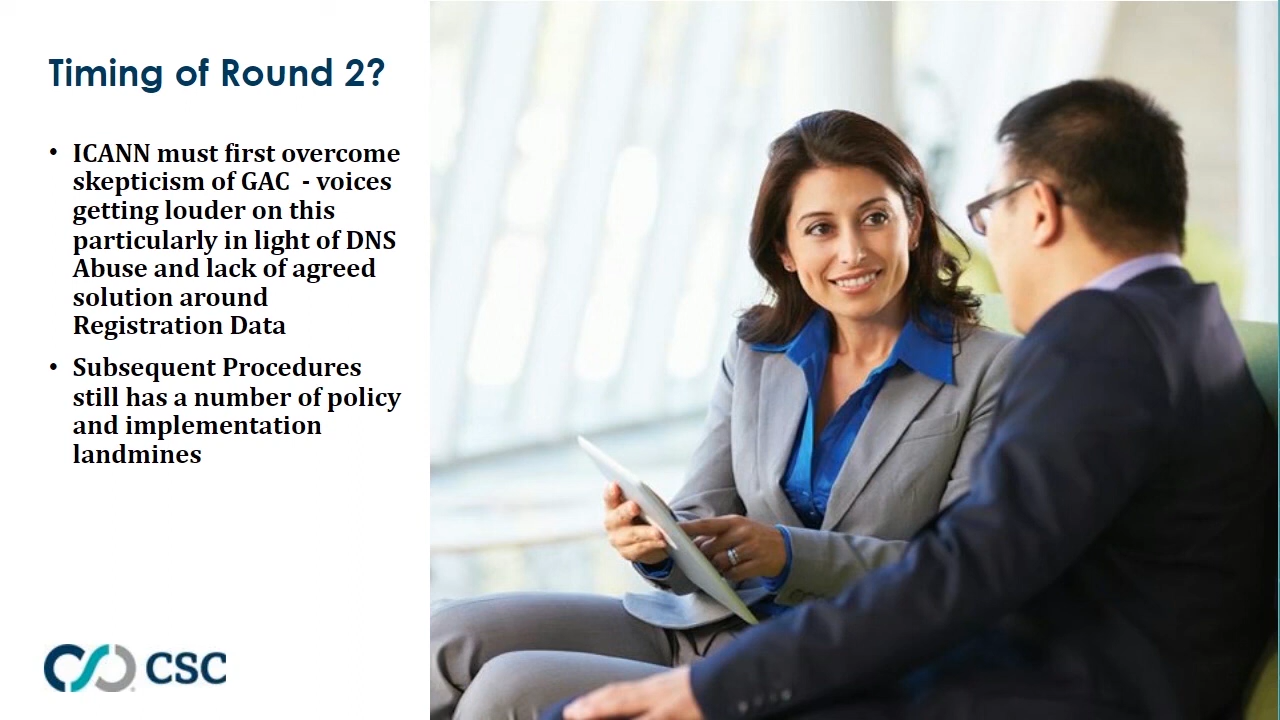 Timing of Round 2?
• ICANN must first overcome
skepticism of GAC - voices
getting louder on this
particularly in light of DNS
Abuse and lack of agreed
solution around
Registration Data
• Subsequent Procedures
still has a number of policy
and implementation
landmines
CSC